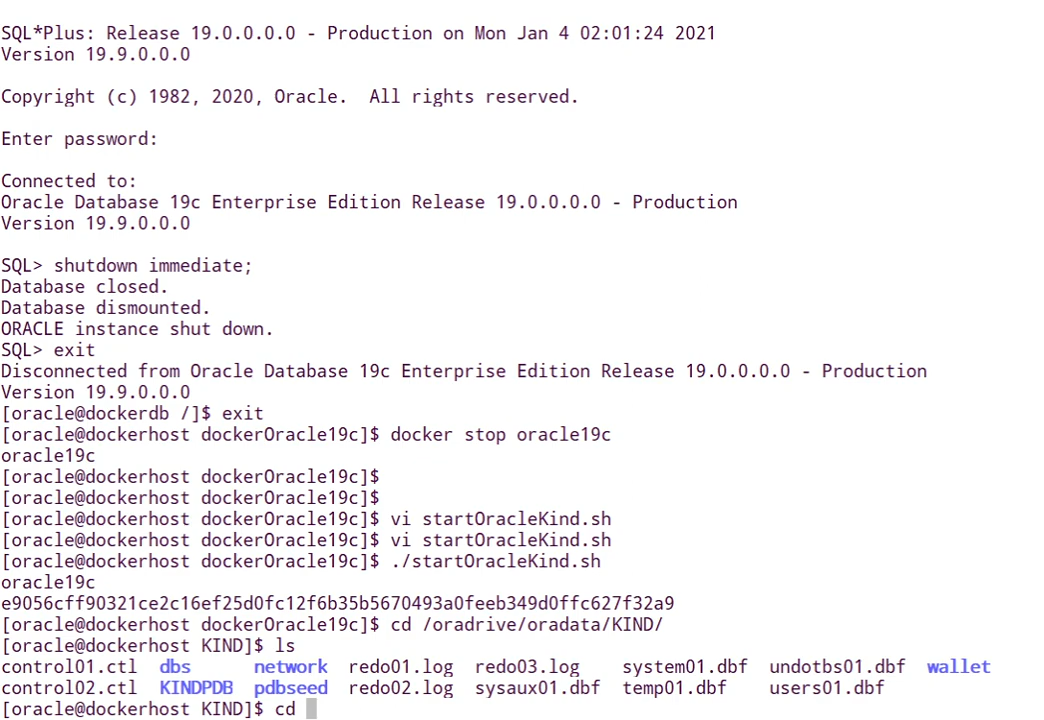 SQL*Plus: Release 19.0.0.0.0 - Production on Mon Jan 4 02:01:24 2021
Version 19.9.0.0.0
Copyright (c) 1982, 2020, Oracle.  All rights reserved.
Enter password:
Connected to:
Oracle Database 19c Enterprise Edition Release 19.0.0.0.0 - Production
Version 19.9.0.0.0
SQL> shutdown immediate;
Database closed.
Database dismounted.
ORACLE instance shut down.
SQL> exit
Disconnected from Oracle Database 19c Enterprise Edition Release 19.0.0.0.0 - Production
Version 19.9.0.0.0
[oracle@dockerdb /]$ exit
[oracle@dockerhost dockerOracle19c]$ docker stop oracle19c
oracle19c
[oracle@dockerhost dockerOracle19c]$
[oracle@dockerhost dockerOracle19c]$
[oracle@dockerhost dockerOracle19c]$ vi startOracleKind.sh
[oracle@dockerhost dockerOracle19c]$ vi startOracleKind.sh
[oracle@dockerhost dockerOracle19c]$ ./startOracleKind.sh
oracle19c
e9056cff90321ce2c16ef25d0fc12f6b35b5670493a0feeb349d0ffc627f32a9
[oracle@dockerhost dockerOracle19c]$ cd /oradrive/oradata/KIND/
[oracle@dockerhost KIND]$ ls
control01.ctl  dbs      network  redo01.log  redo03.log    system01.dbf  undotbs01.dbf  wallet
control02.ctl  KINDPDB  pdbseed  redo02.log  sysaux01.dbf  temp01.dbf    users01.dbf
[oracle@dockerhost KIND]$ cd